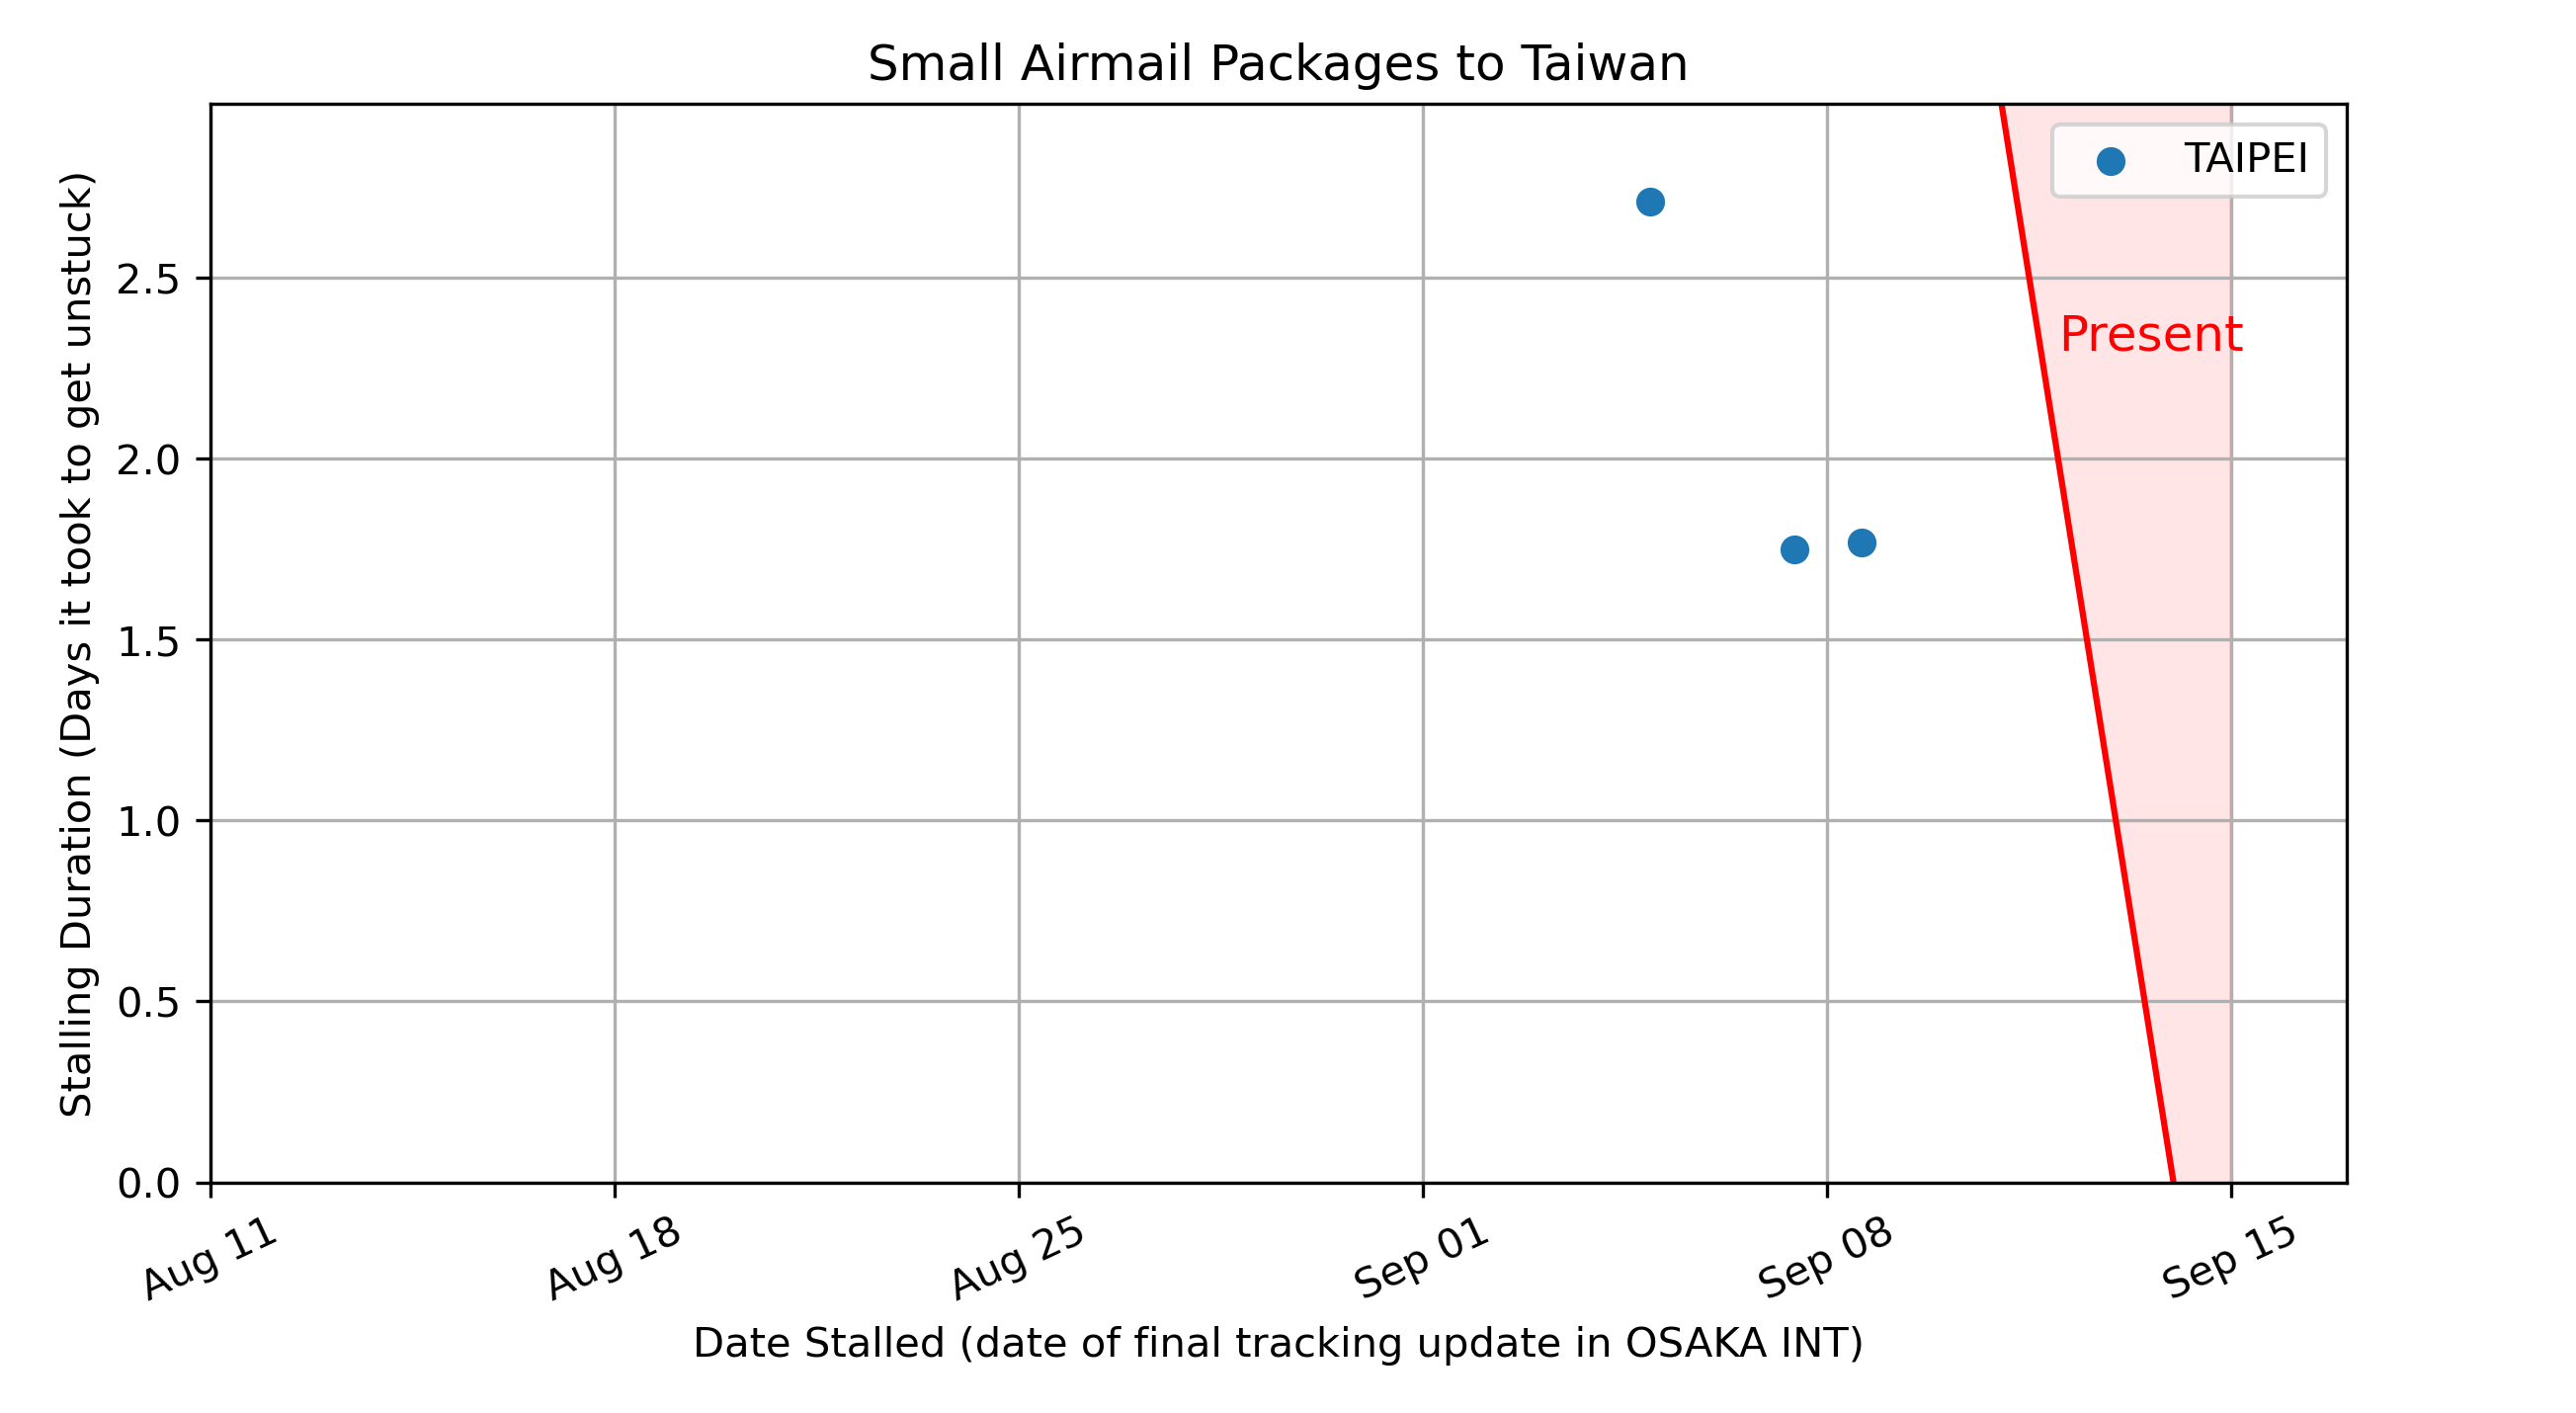 Small Airmail Packages to Taiwan
TAIPEI
Present
Stalling Duration (Days it took to get unstuck)
2.5
2.0
1.5
1.0
0.5
0.0
Aug 11
Aug 18
Aug 25
Sep 01
Sep 08
Sep 15
Date Stalled (date of final tracking update in OSAKA INT)